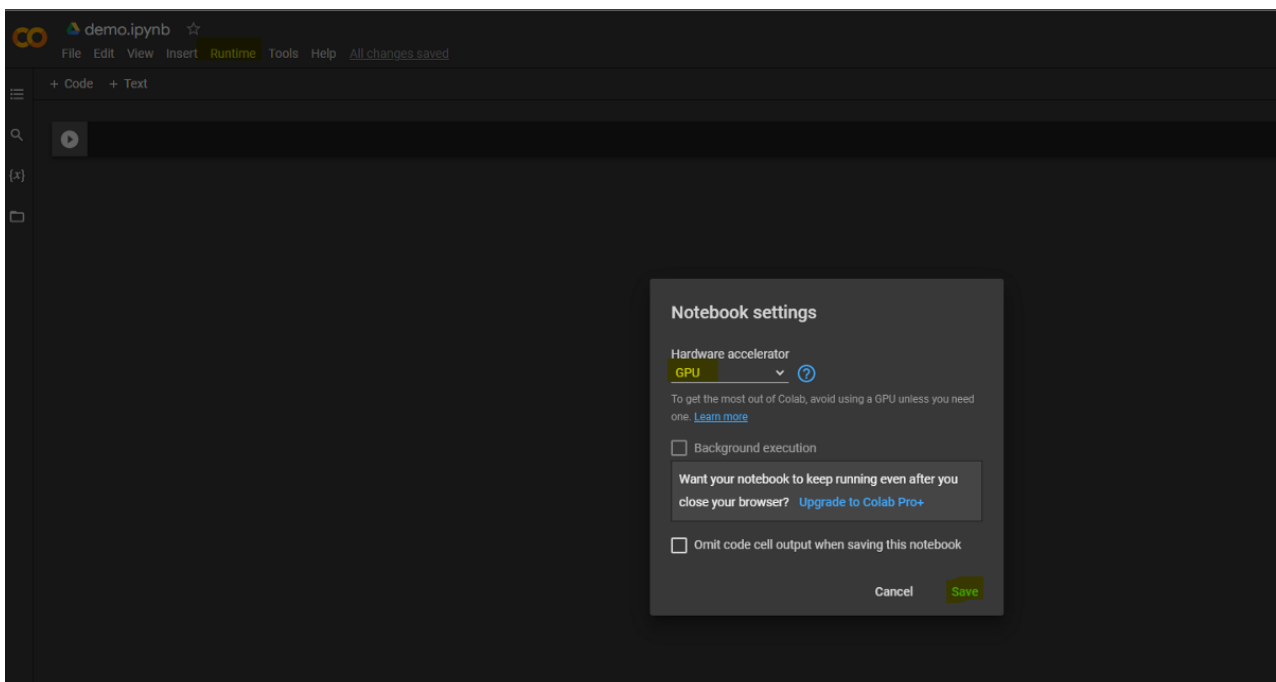 demo.ipynb
File Edit View Insert Runtime Tools Help All changes saved
+ Code + Text
{x}
Notebook settings
Hardware accelerator
GPU
To get the most out of Colab, avoid using a GPU unless you need
one. Learn more
Background execution
Want your notebook to keep running even after you
close your browser? Upgrade to Colab Pro+
Omit code cell output when saving this notebook
Cancel Save